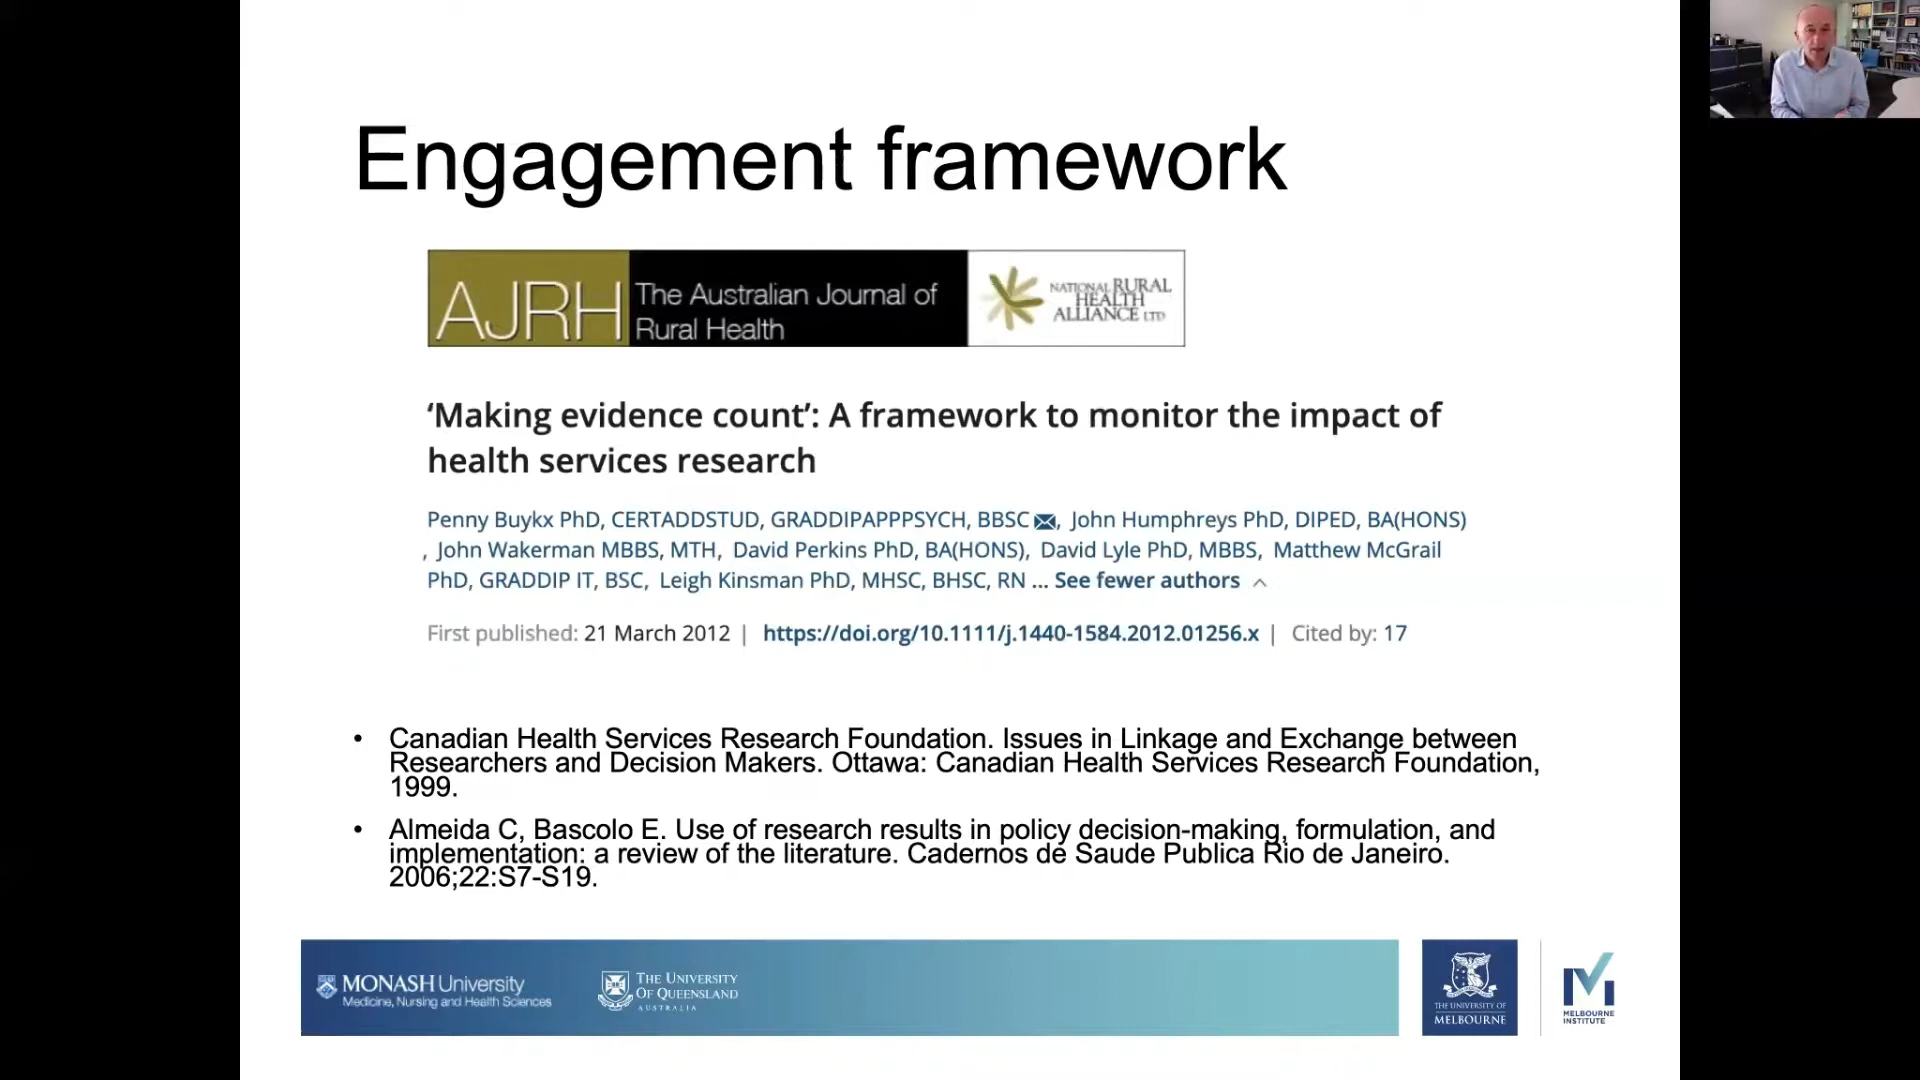 Engagement framework
AJRH
The Australian Journal of
Rural Health
NATIONAL RURAL
HEALTH
ALLIANCE LTD
‘Making evidence count’: A framework to monitor the impact of
health services research
Penny Buykx PhD, CERTADDSTUD, GRADDIPAPPPSYCH, BBSC , John Humphreys PhD, DIPED, BA(HONS)
, John Wakerman MBBS, MTH, David Perkins PhD, BA(HONS), David Lyle PhD, MBBS, Matthew McGrail
PhD, GRADDIP IT, BSC, Leigh Kinsman PhD, MHSC, BHSC, RN ... See fewer authors
First published: 21 March 2012 | https://doi.org/10.1111/j.1440-1584.2012.01256.x | Cited by: 17
• Canadian Health Services Research Foundation. Issues in Linkage and Exchange between
Researchers and Decision Makers. Ottawa: Canadian Health Services Research Foundation,
1999.
• Almeida C, Bascolo E. Use of research results in policy decision-making, formulation, and
implementation: a review of the literature. Cadernos de Saude Publica Rio de Janeiro.
2006;22:S7-S19.
MONASH University
Medicine, Nursing and Health Sciences
THE UNIVERSITY
OF QUEENSLAND
AUSTRALIA
THE UNIVERSITY OF
MELBOURNE
MELBOURNE
INSTITUTE